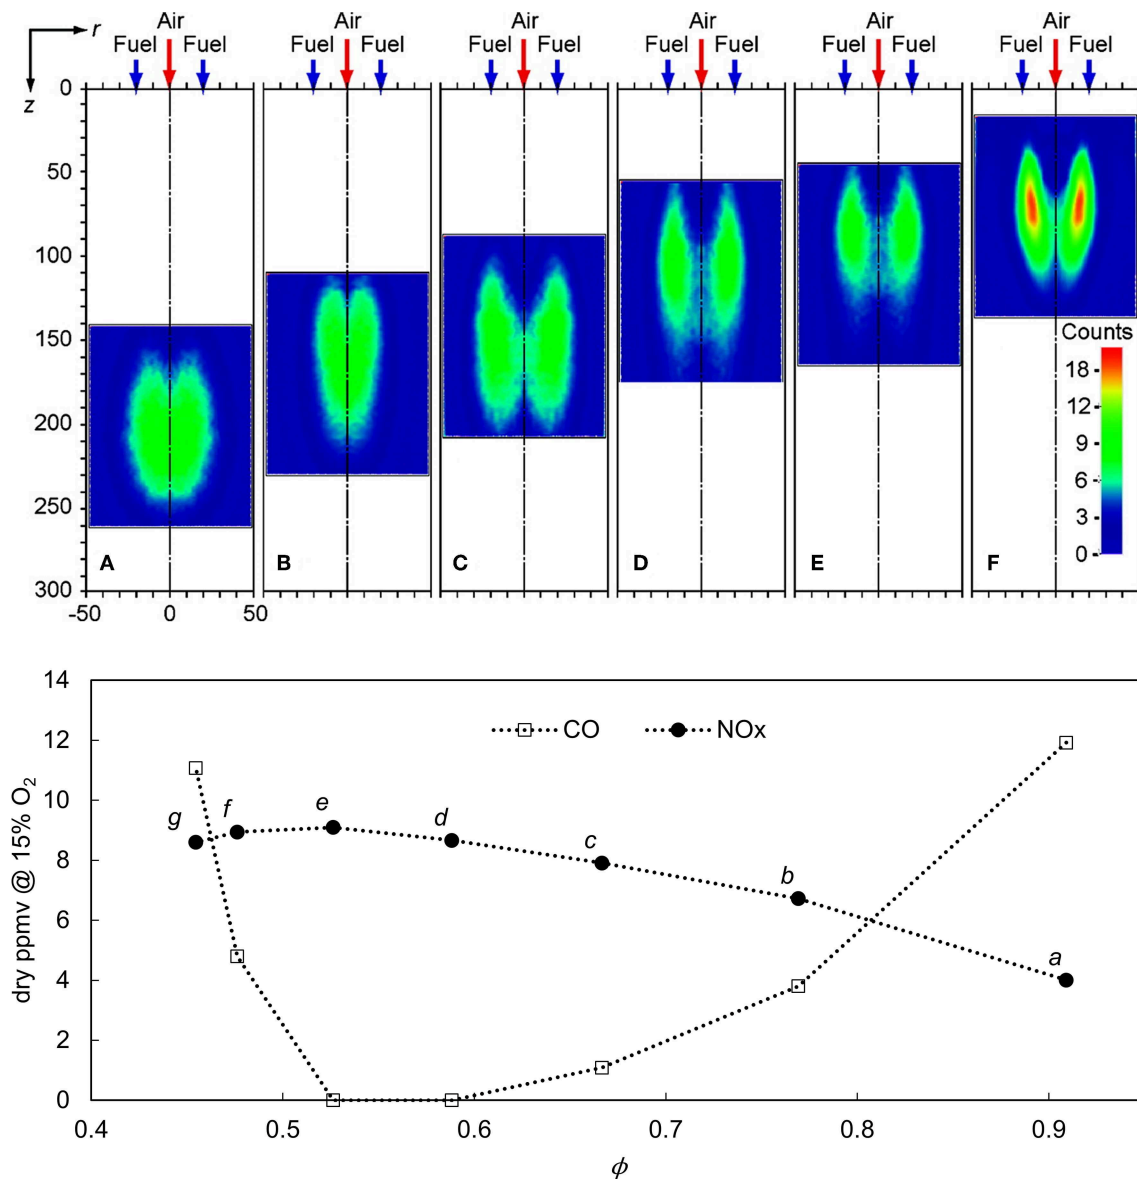 Air Air Air Air Air Air
r Fuel Fuel Fuel Fuel Fuel Fuel Fuel Fuel Fuel Fuel Fuel Fuel
z
0
50
100
150
200
250
300
Counts
18
12
9
6
3
0
A B C D E F
-50 0 50
14
12
10
8
6
4
2
0
dry ppmv @ 15% O₂
CO NOx
g f e d c b a
0.4 0.5 0.6 0.7 0.8 0.9
ϕ